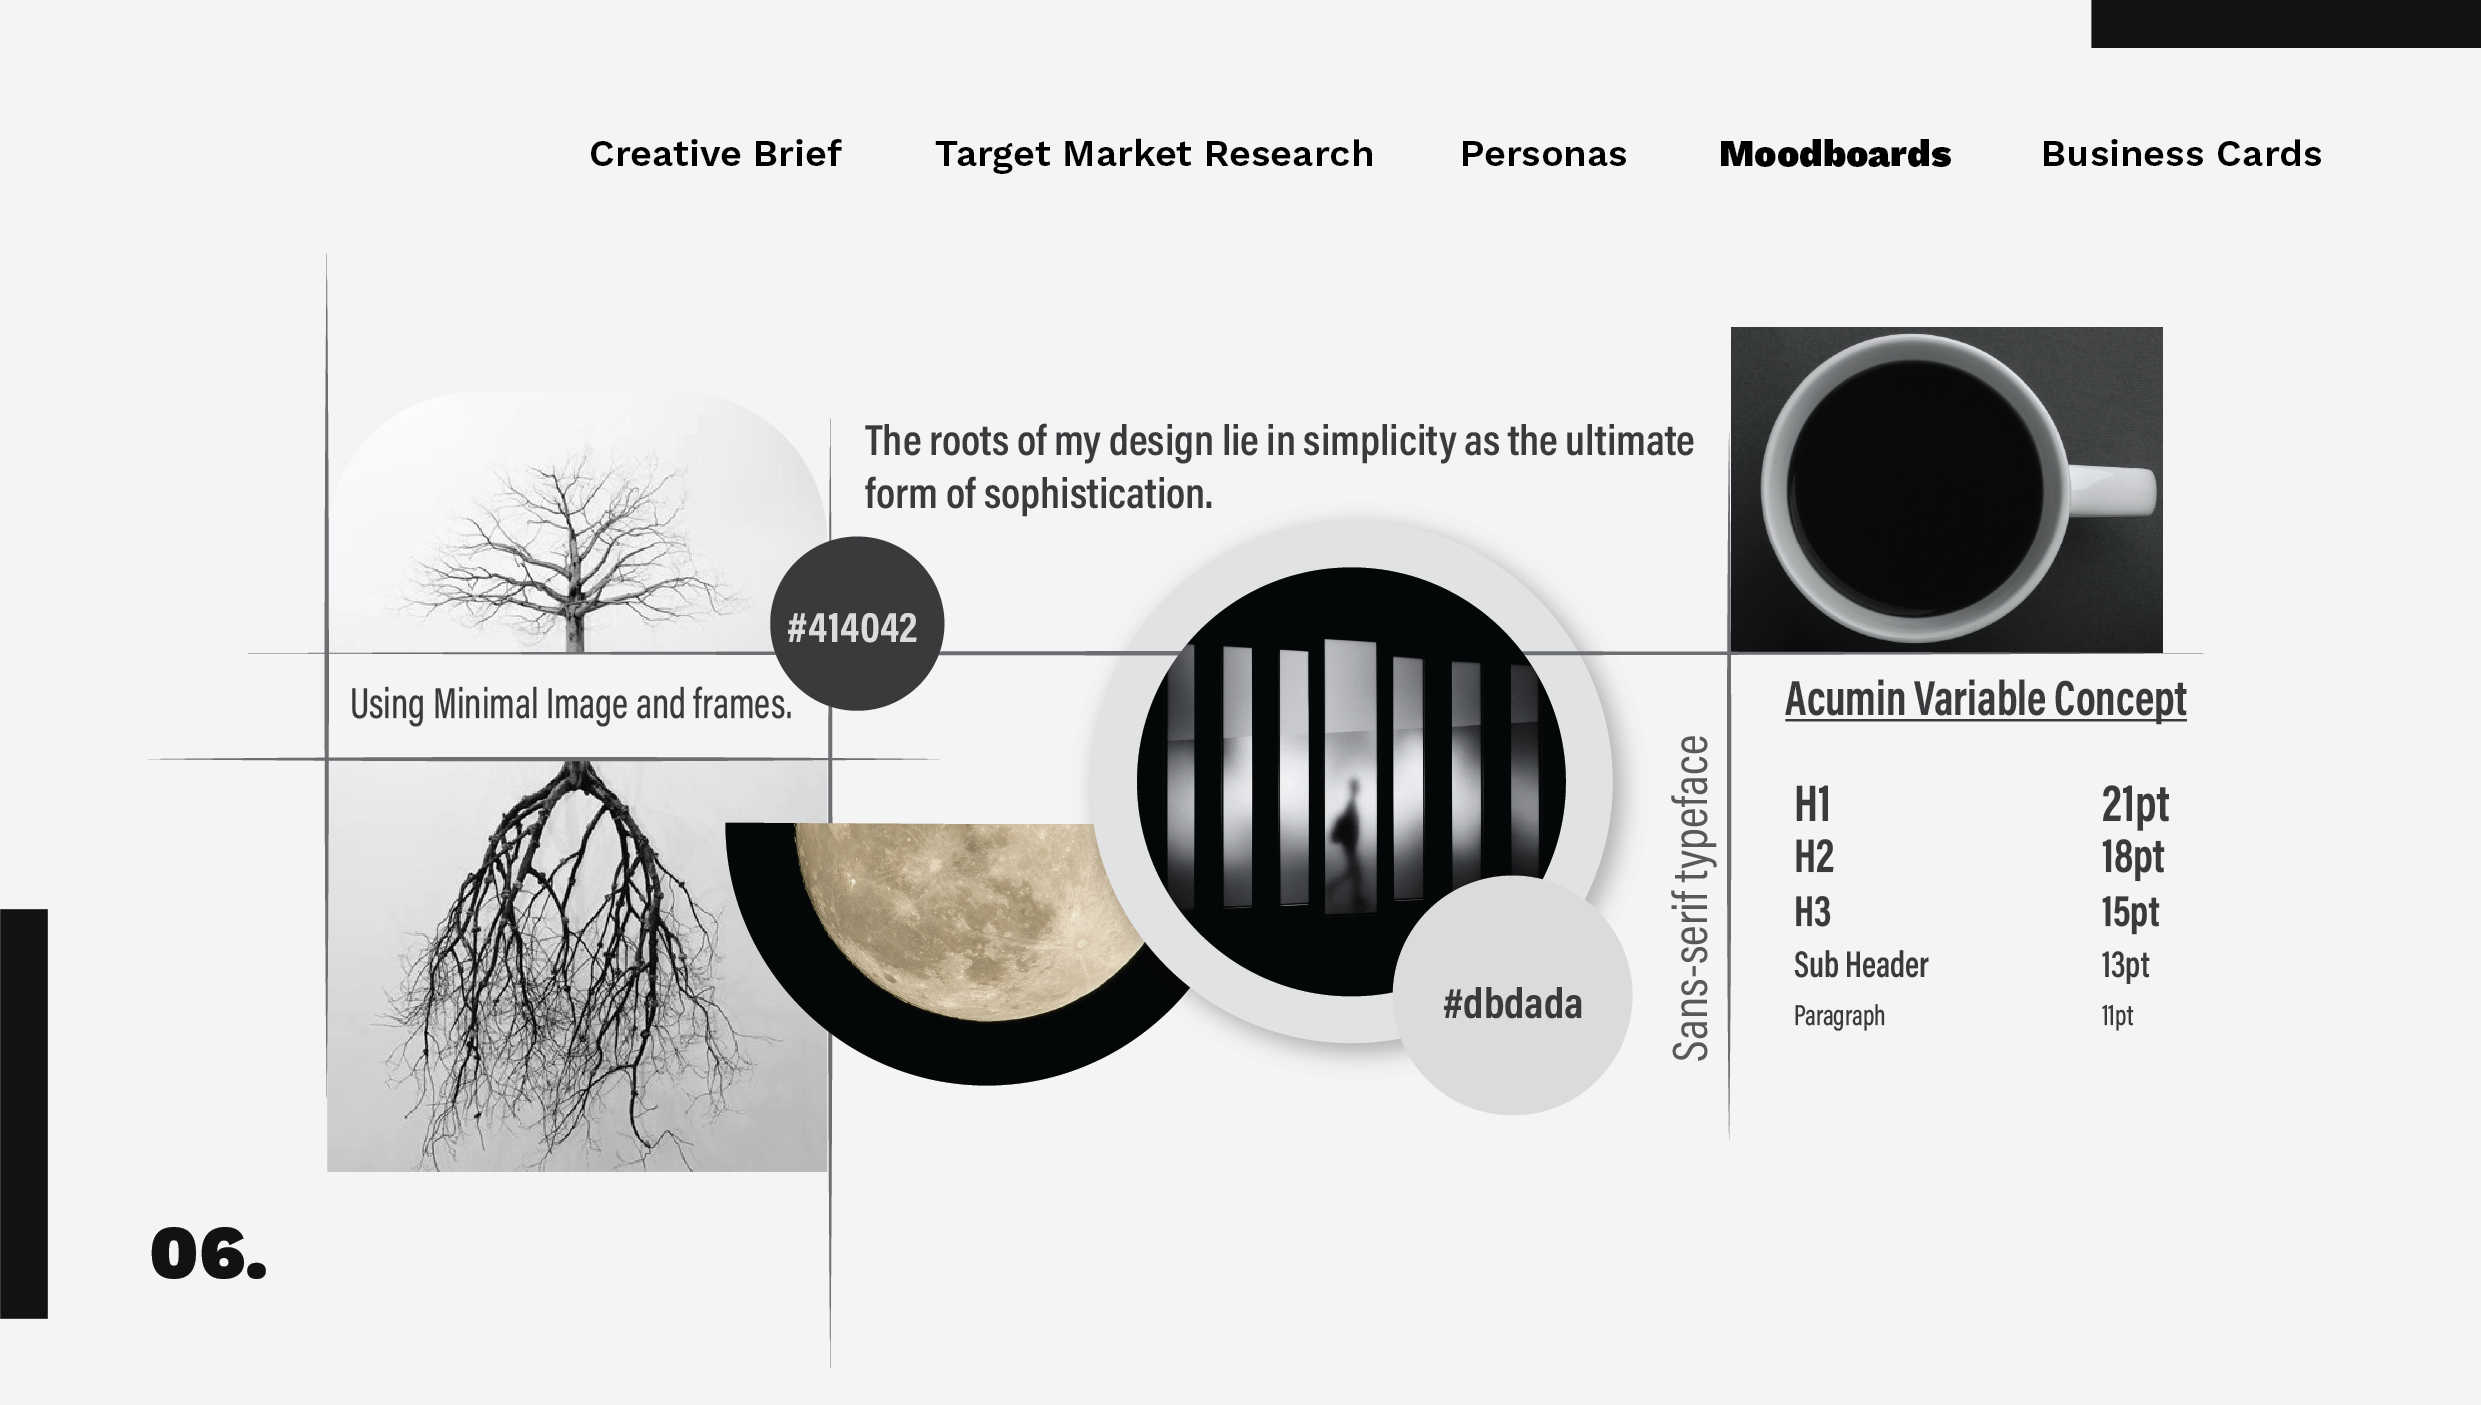 Creative Brief
Target Market Research
Personas
Moodboards
Business Cards
The roots of my design lie in simplicity as the ultimate
form of sophistication.
#414042
Using Minimal Image and frames.
#dbdada
Sans-serif typeface
Acumin Variable Concept
H1 21pt
H2 18pt
H3 15pt
Sub Header 13pt
Paragraph 11pt
06.